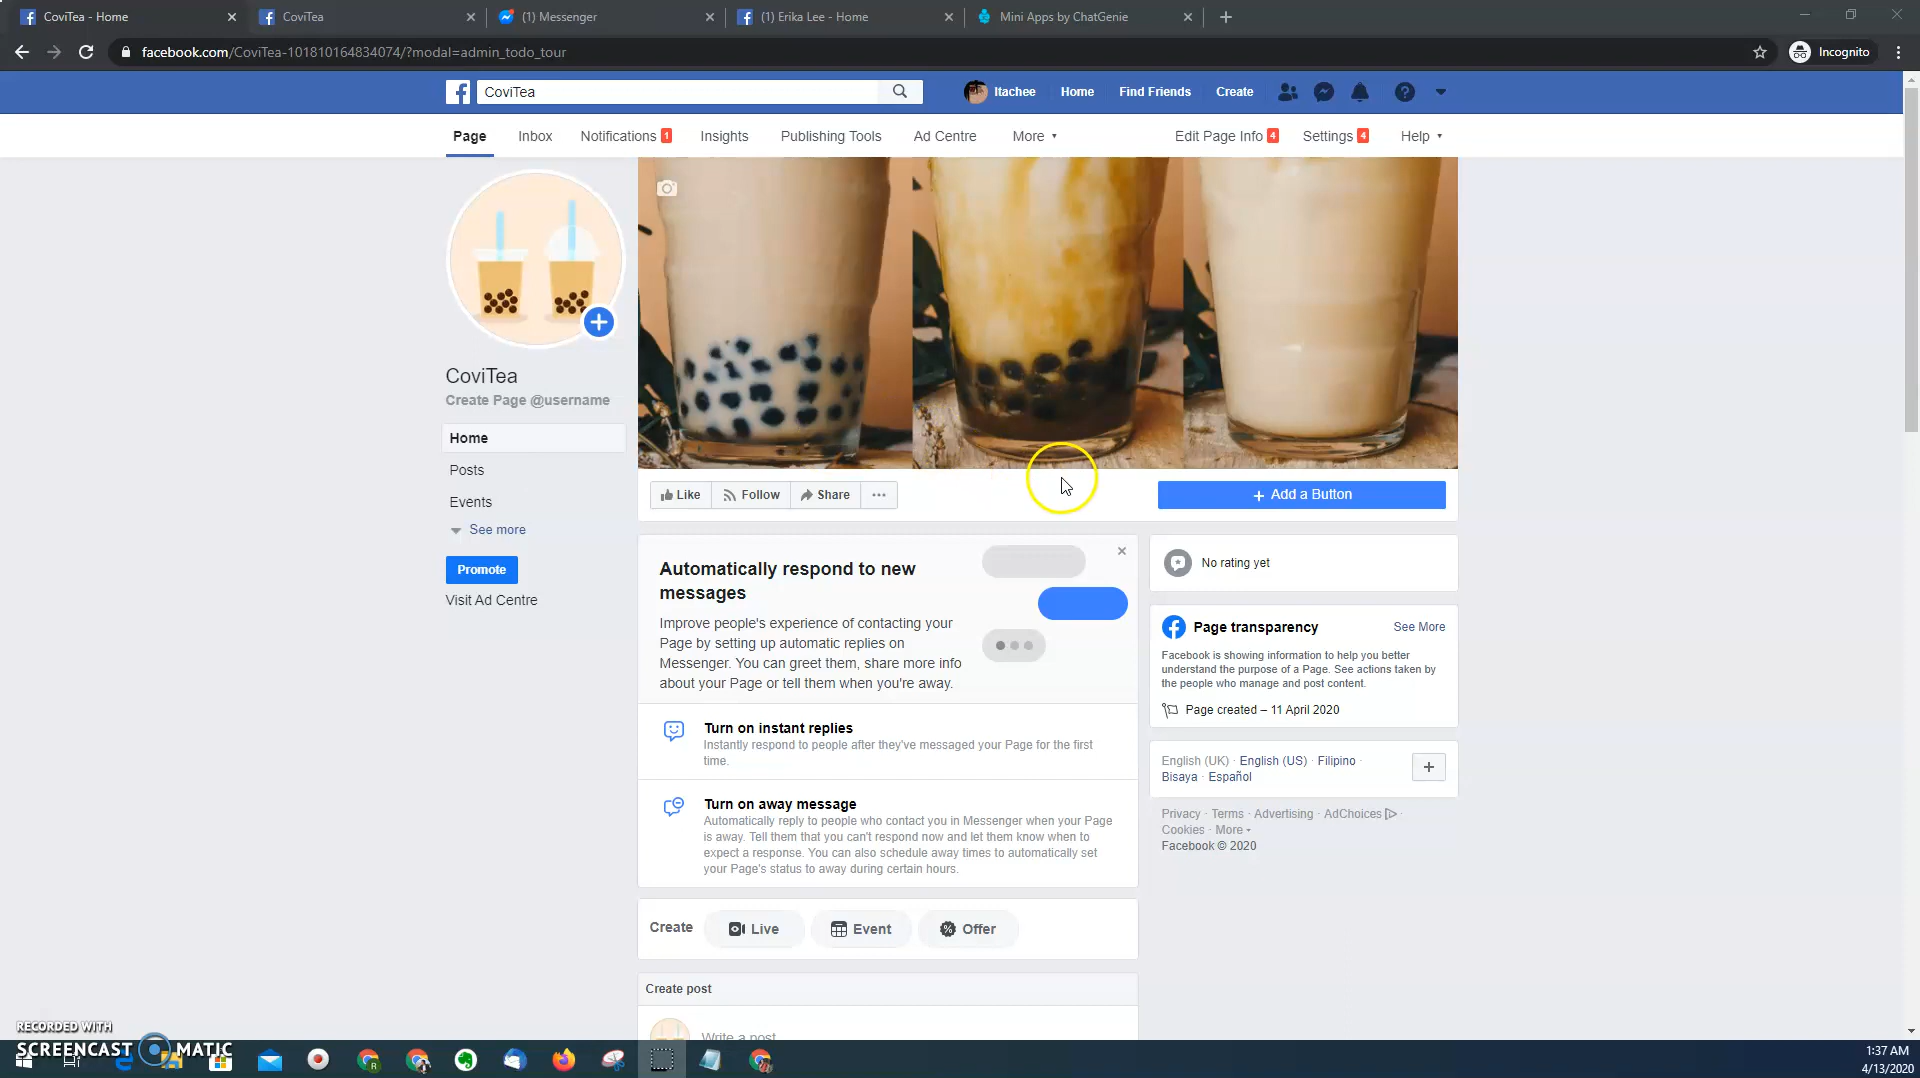 CoviTea - Home
CoviTea
(1) Messenger
(1) Erika Lee - Home
Mini Apps by ChatGenie
facebook.com/CoviTea-101810164834074/?modal=admin_todo_tour
Incognito
CoviTea
Itachee
Home
Find Friends
Create
Page
Inbox
Notifications 1
Insights
Publishing Tools
Ad Centre
More
Edit Page Info 4
Settings 4
Help
CoviTea
Create Page @username
Home
Posts
Events
See more
Promote
Visit Ad Centre
Like
Follow
Share
Add a Button
Automatically respond to new
messages
Improve people's experience of contacting your
Page by setting up automatic replies on
Messenger. You can greet them, share more info
about your Page or tell them when you're away.
Turn on instant replies
Instantly respond to people after they've messaged your Page for the first
time.
Turn on away message
Automatically reply to people who contact you in Messenger when your Page
is away. Tell them that you can't respond now and let them know when to
expect a response. You can also schedule away times to automatically set
your Page's status to away during certain hours.
Create
Live
Event
Offer
Create post
Write a post
No rating yet
Page transparency
See More
Facebook is showing information to help you better
understand the purpose of a Page. See actions taken by
the people who manage and post content.
Page created – 11 April 2020
English (UK) · English (US) · Filipino ·
Bisaya · Español
Privacy · Terms · Advertising · AdChoices ·
Cookies · More
Facebook © 2020
RECORDED WITH
SCREENCAST MATIC
1:37 AM
4/13/2020